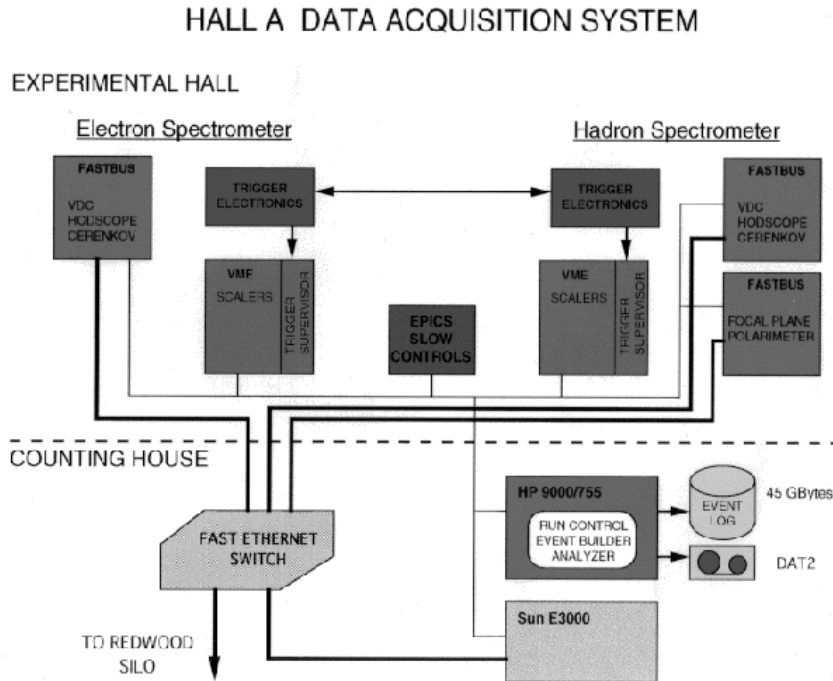 HALL A DATA ACQUISITION SYSTEM
EXPERIMENTAL HALL
Electron Spectrometer
Hadron Spectrometer
FASTBUS
VDC
HODSCOPE
CERENKOV
TRIGGER
ELECTRONICS
TRIGGER
ELECTRONICS
FASTBUS
VDC
HODSCOPE
CERENKOV
VME
SCALERS
TRIGGER
SUPERVISOR
EPICS
SLOW
CONTROLS
VME
SCALERS
TRIGGER
SUPERVISOR
FASTBUS
FOCAL PLANE
POLARIMETER
COUNTING HOUSE
FAST ETHERNET
SWITCH
HP 9000/755
RUN CONTROL
EVENT BUILDER
ANALYZER
EVENT
LOG
45 GBytes
DAT2
Sun E3000
TO REDWOOD
SILO